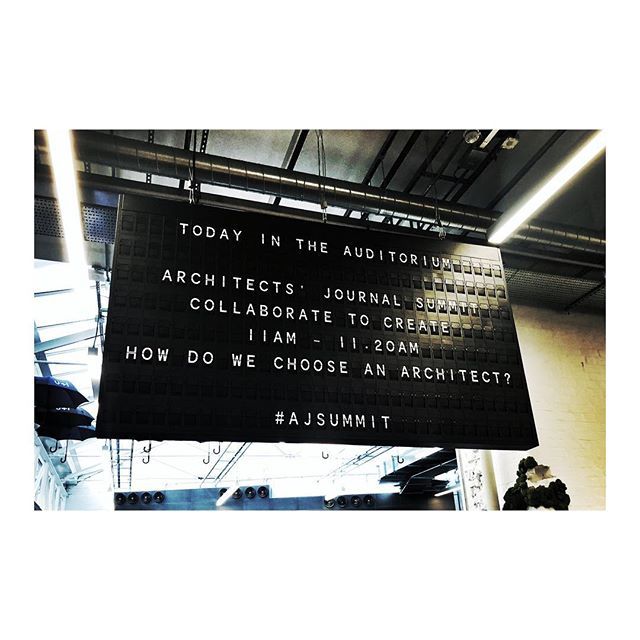 TODAY IN THE AUDITORIUM
ARCHITECTS' JOURNAL SUMMIT
COLLABORATE TO CREATE
11AM - 11.20AM
HOW DO WE CHOOSE AN ARCHITECT?
#AJSUMMIT